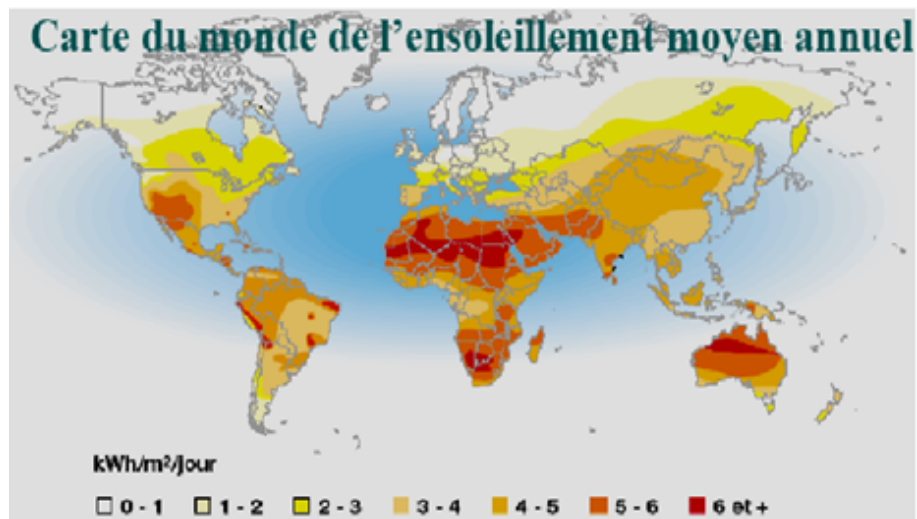 Carte du monde de l'ensoleillement moyen annuel
kWh/m²/jour
0 - 1 1 - 2 2 - 3 3 - 4 4 - 5 5 - 6 6 et +